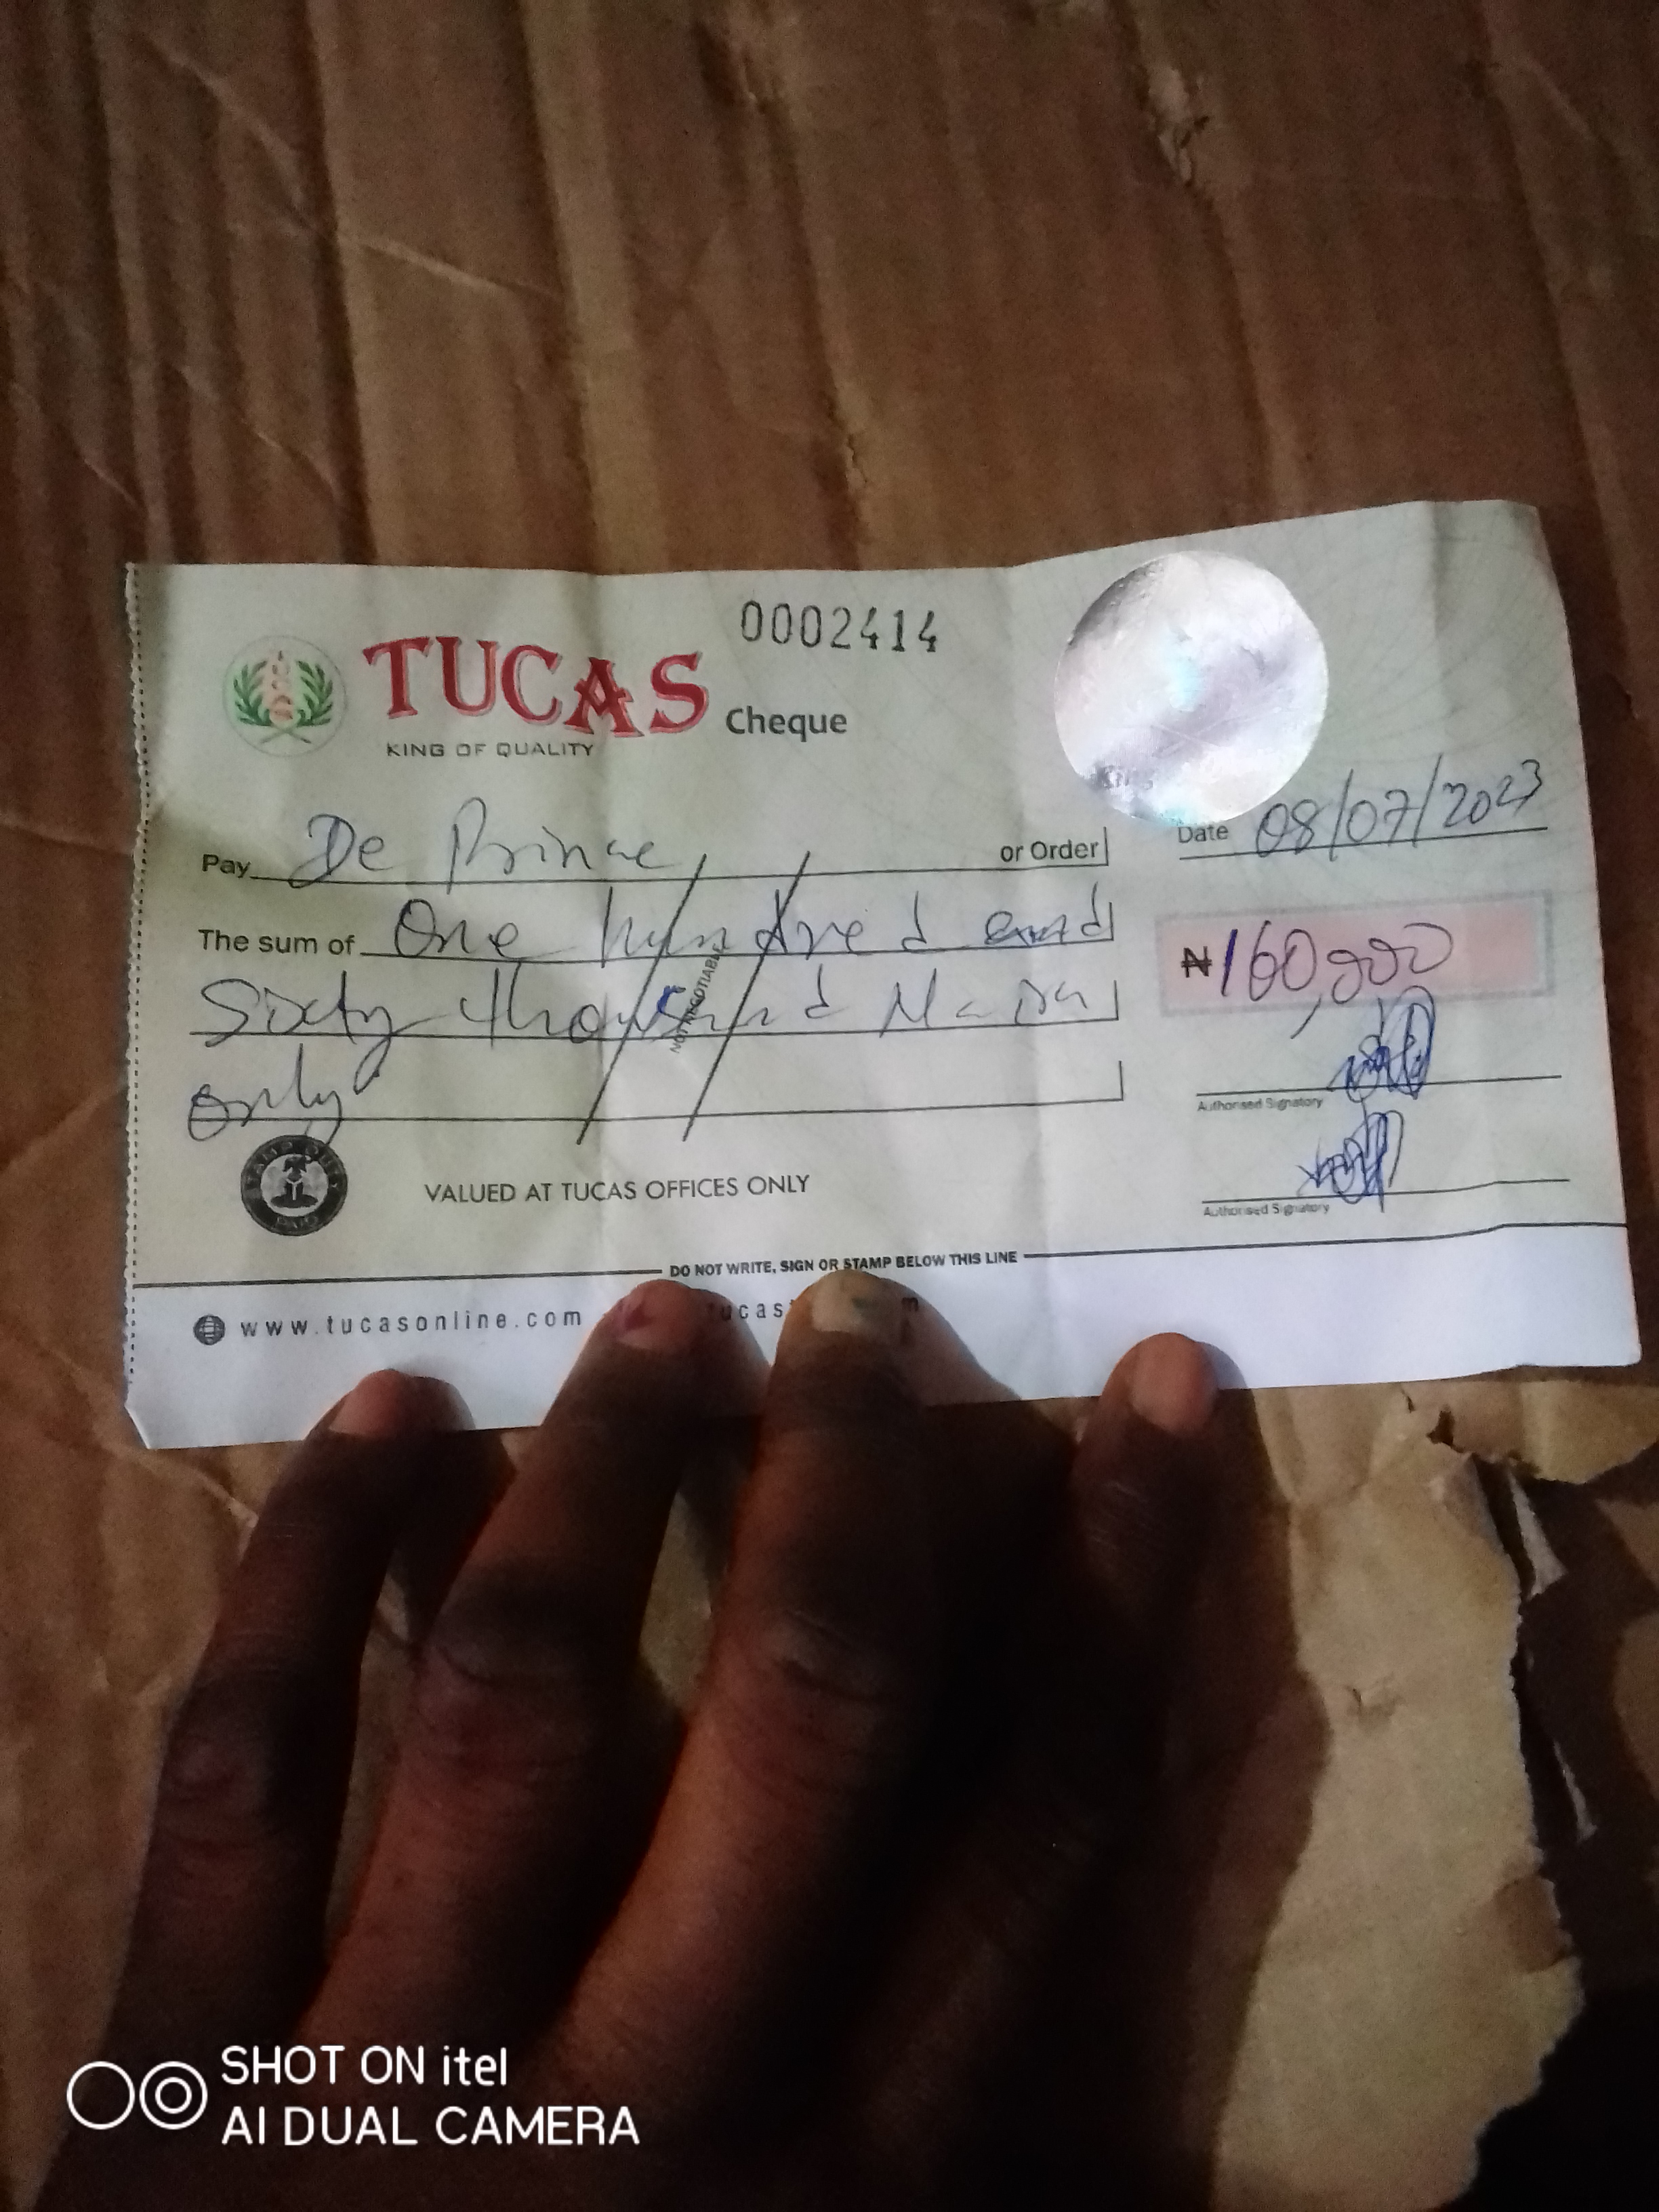 0002414
TUCAS Cheque
KING OF QUALITY
Date 08/07/2023
Pay De Prince or Order
The sum of One hundred and
₦160,000
Sixty thousand Naira
NOT NEGOTIABLE
only
Authorised Signatory
Authorised Signatory
VALUED AT TUCAS OFFICES ONLY
DO NOT WRITE, SIGN OR STAMP BELOW THIS LINE
www.tucasonline.com
SHOT ON itel
AI DUAL CAMERA